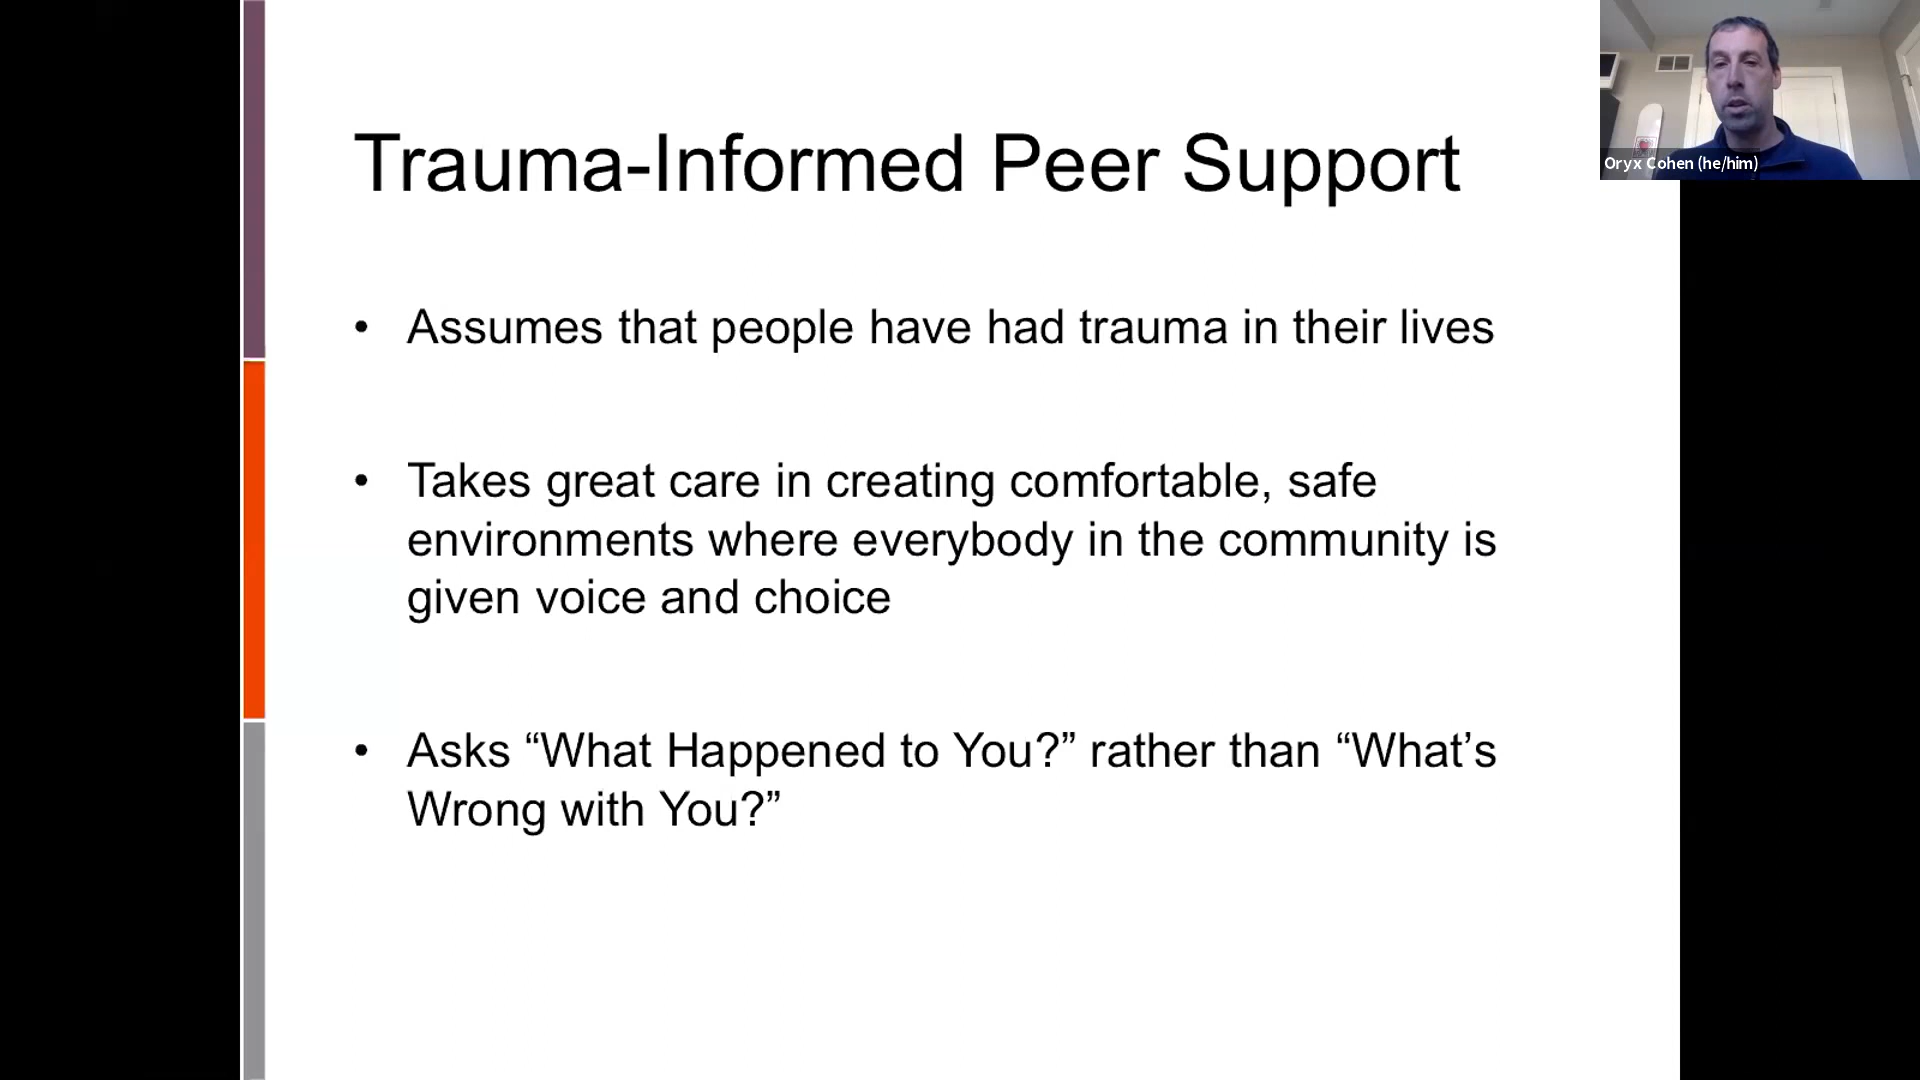 Trauma-Informed Peer Support
• Assumes that people have had trauma in their lives
• Takes great care in creating comfortable, safe
environments where everybody in the community is
given voice and choice
• Asks “What Happened to You?” rather than “What’s
Wrong with You?”
Oryx Cohen (he/him)